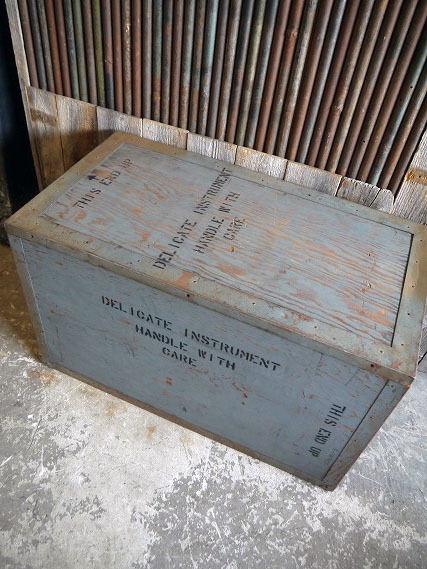 THIS END UP
DELICATE INSTRUMENT
HANDLE WITH
CARE
DELICATE INSTRUMENT
HANDLE WITH
CARE
THIS END UP